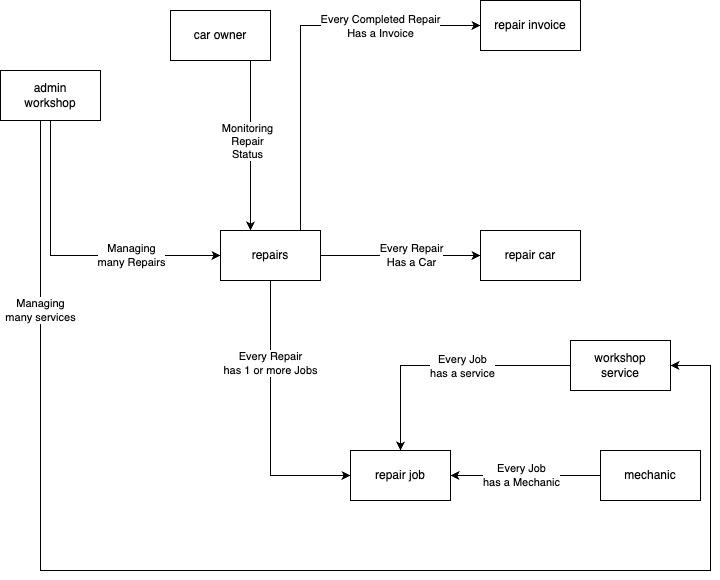 car owner
Every Completed Repair
Has a Invoice
repair invoice
admin
workshop
Monitoring
Repair
Status
Managing
many Repairs
repairs
Every Repair
Has a Car
repair car
Managing
many services
Every Repair
has 1 or more Jobs
Every Job
has a service
workshop
service
repair job
Every Job
has a Mechanic
mechanic